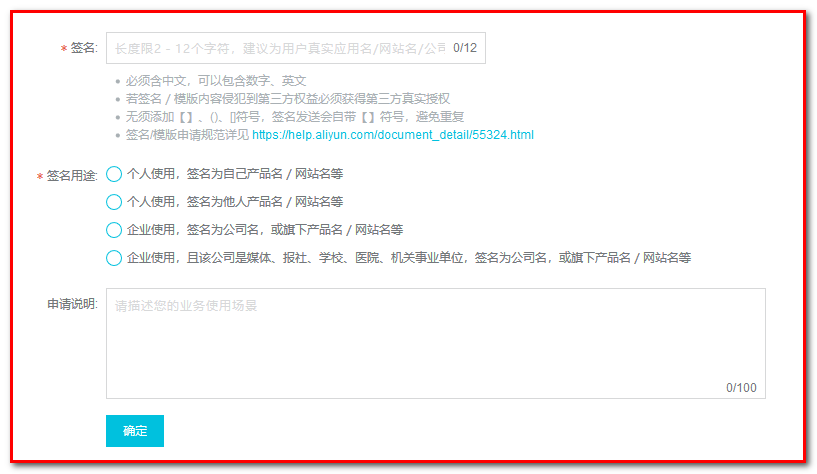 * 签名: 长度限2 - 12个字符，建议为用户真实应用名/网站名/公司 0/12
• 必须含中文，可以包含数字、英文
• 若签名 / 模版内容侵犯到第三方权益必须获得第三方真实授权
• 无须添加【 】、()、[]符号，签名发送会自带【 】符号，避免重复
• 签名/模版申请规范详见 https://help.aliyun.com/document_detail/55324.html
* 签名用途: 个人使用，签名为自己产品名 / 网站名等
个人使用，签名为他人产品名 / 网站名等
企业使用，签名为公司名，或旗下产品名 / 网站名等
企业使用，且该公司是媒体、报社、学校、医院、机关事业单位，签名为公司名，或旗下产品名 / 网站名等
申请说明: 请描述您的业务使用场景
0/100
确定